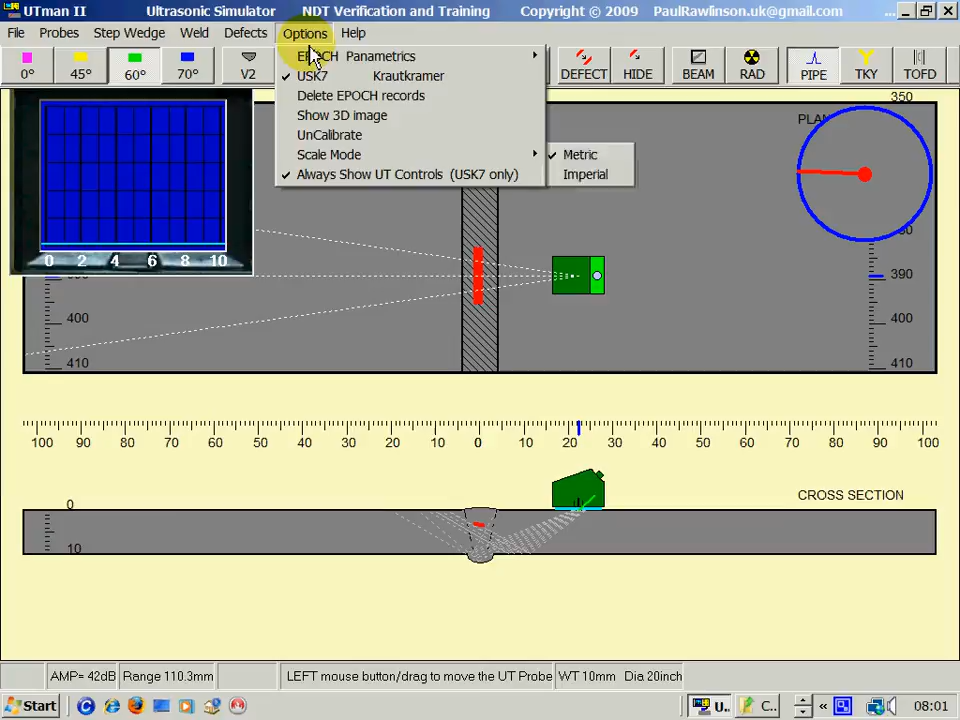 UTman II Ultrasonic Simulator NDT Verification and Training Copyright © 2009 PaulRawlinson.uk@gmail.com ...
File Probes Step Wedge Weld Defects Options Help
0° 45° 60° 70° V2 DEFECT HIDE BEAM RAD PIPE TKY TOFD
EPOCH Panametrics
USK7 Krautkramer
Delete EPOCH records
Show 3D image
UnCalibrate
Scale Mode
Always Show UT Controls (USK7 only)
Metric
Imperial
350
PLAN
0 2 4 6 8 10
390
400 400
410 410
100 90 80 70 60 50 40 30 20 10 0 10 20 30 40 50 60 70 80 90 100
CROSS SECTION
0
10
AMP= 42dB Range 110.3mm LEFT mouse button/drag to move the UT Probe WT 10mm Dia 20inch
Start U.. C.. « 08:01